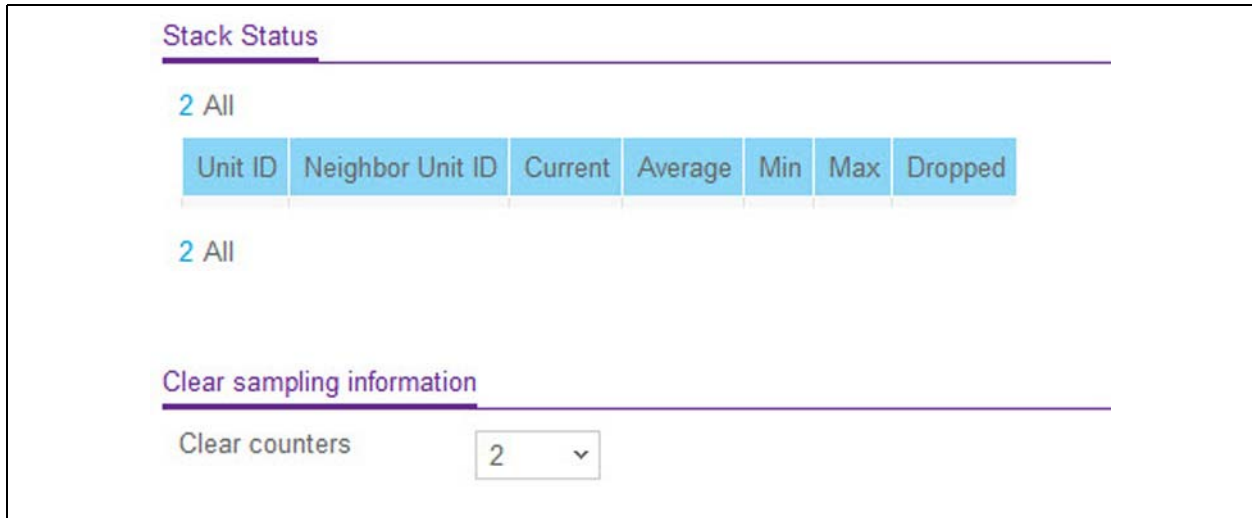 Stack Status
2 All
Unit ID Neighbor Unit ID Current Average Min Max Dropped
2 All
Clear sampling information
Clear counters 2